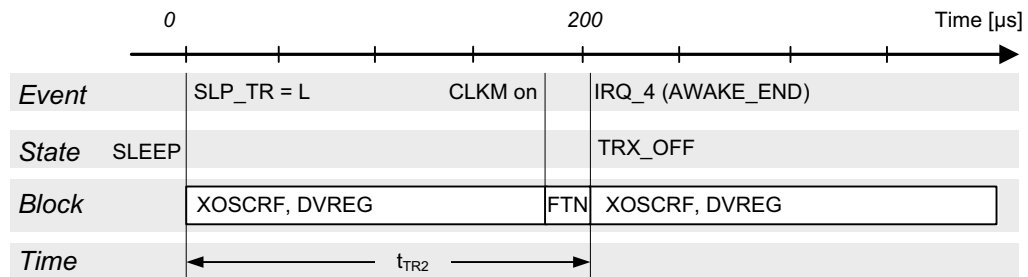 0 200 Time [µs]
Event SLP_TR = L CLKM on IRQ_4 (AWAKE_END)
State SLEEP TRX_OFF
Block XOSCRF, DVREG FTN XOSCRF, DVREG
Time tTR2